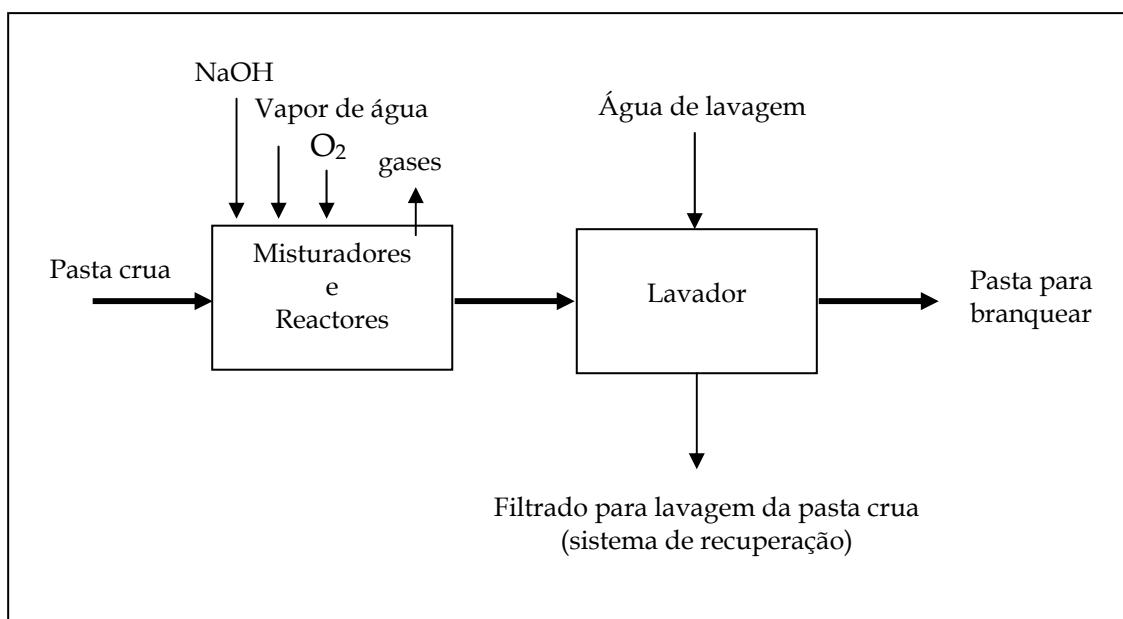 NaOH
Vapor de água
O₂
gases
Água de lavagem
Pasta crua
Misturadores
e
Reactores
Lavador
Pasta para
branquear
Filtrado para lavagem da pasta crua
(sistema de recuperação)